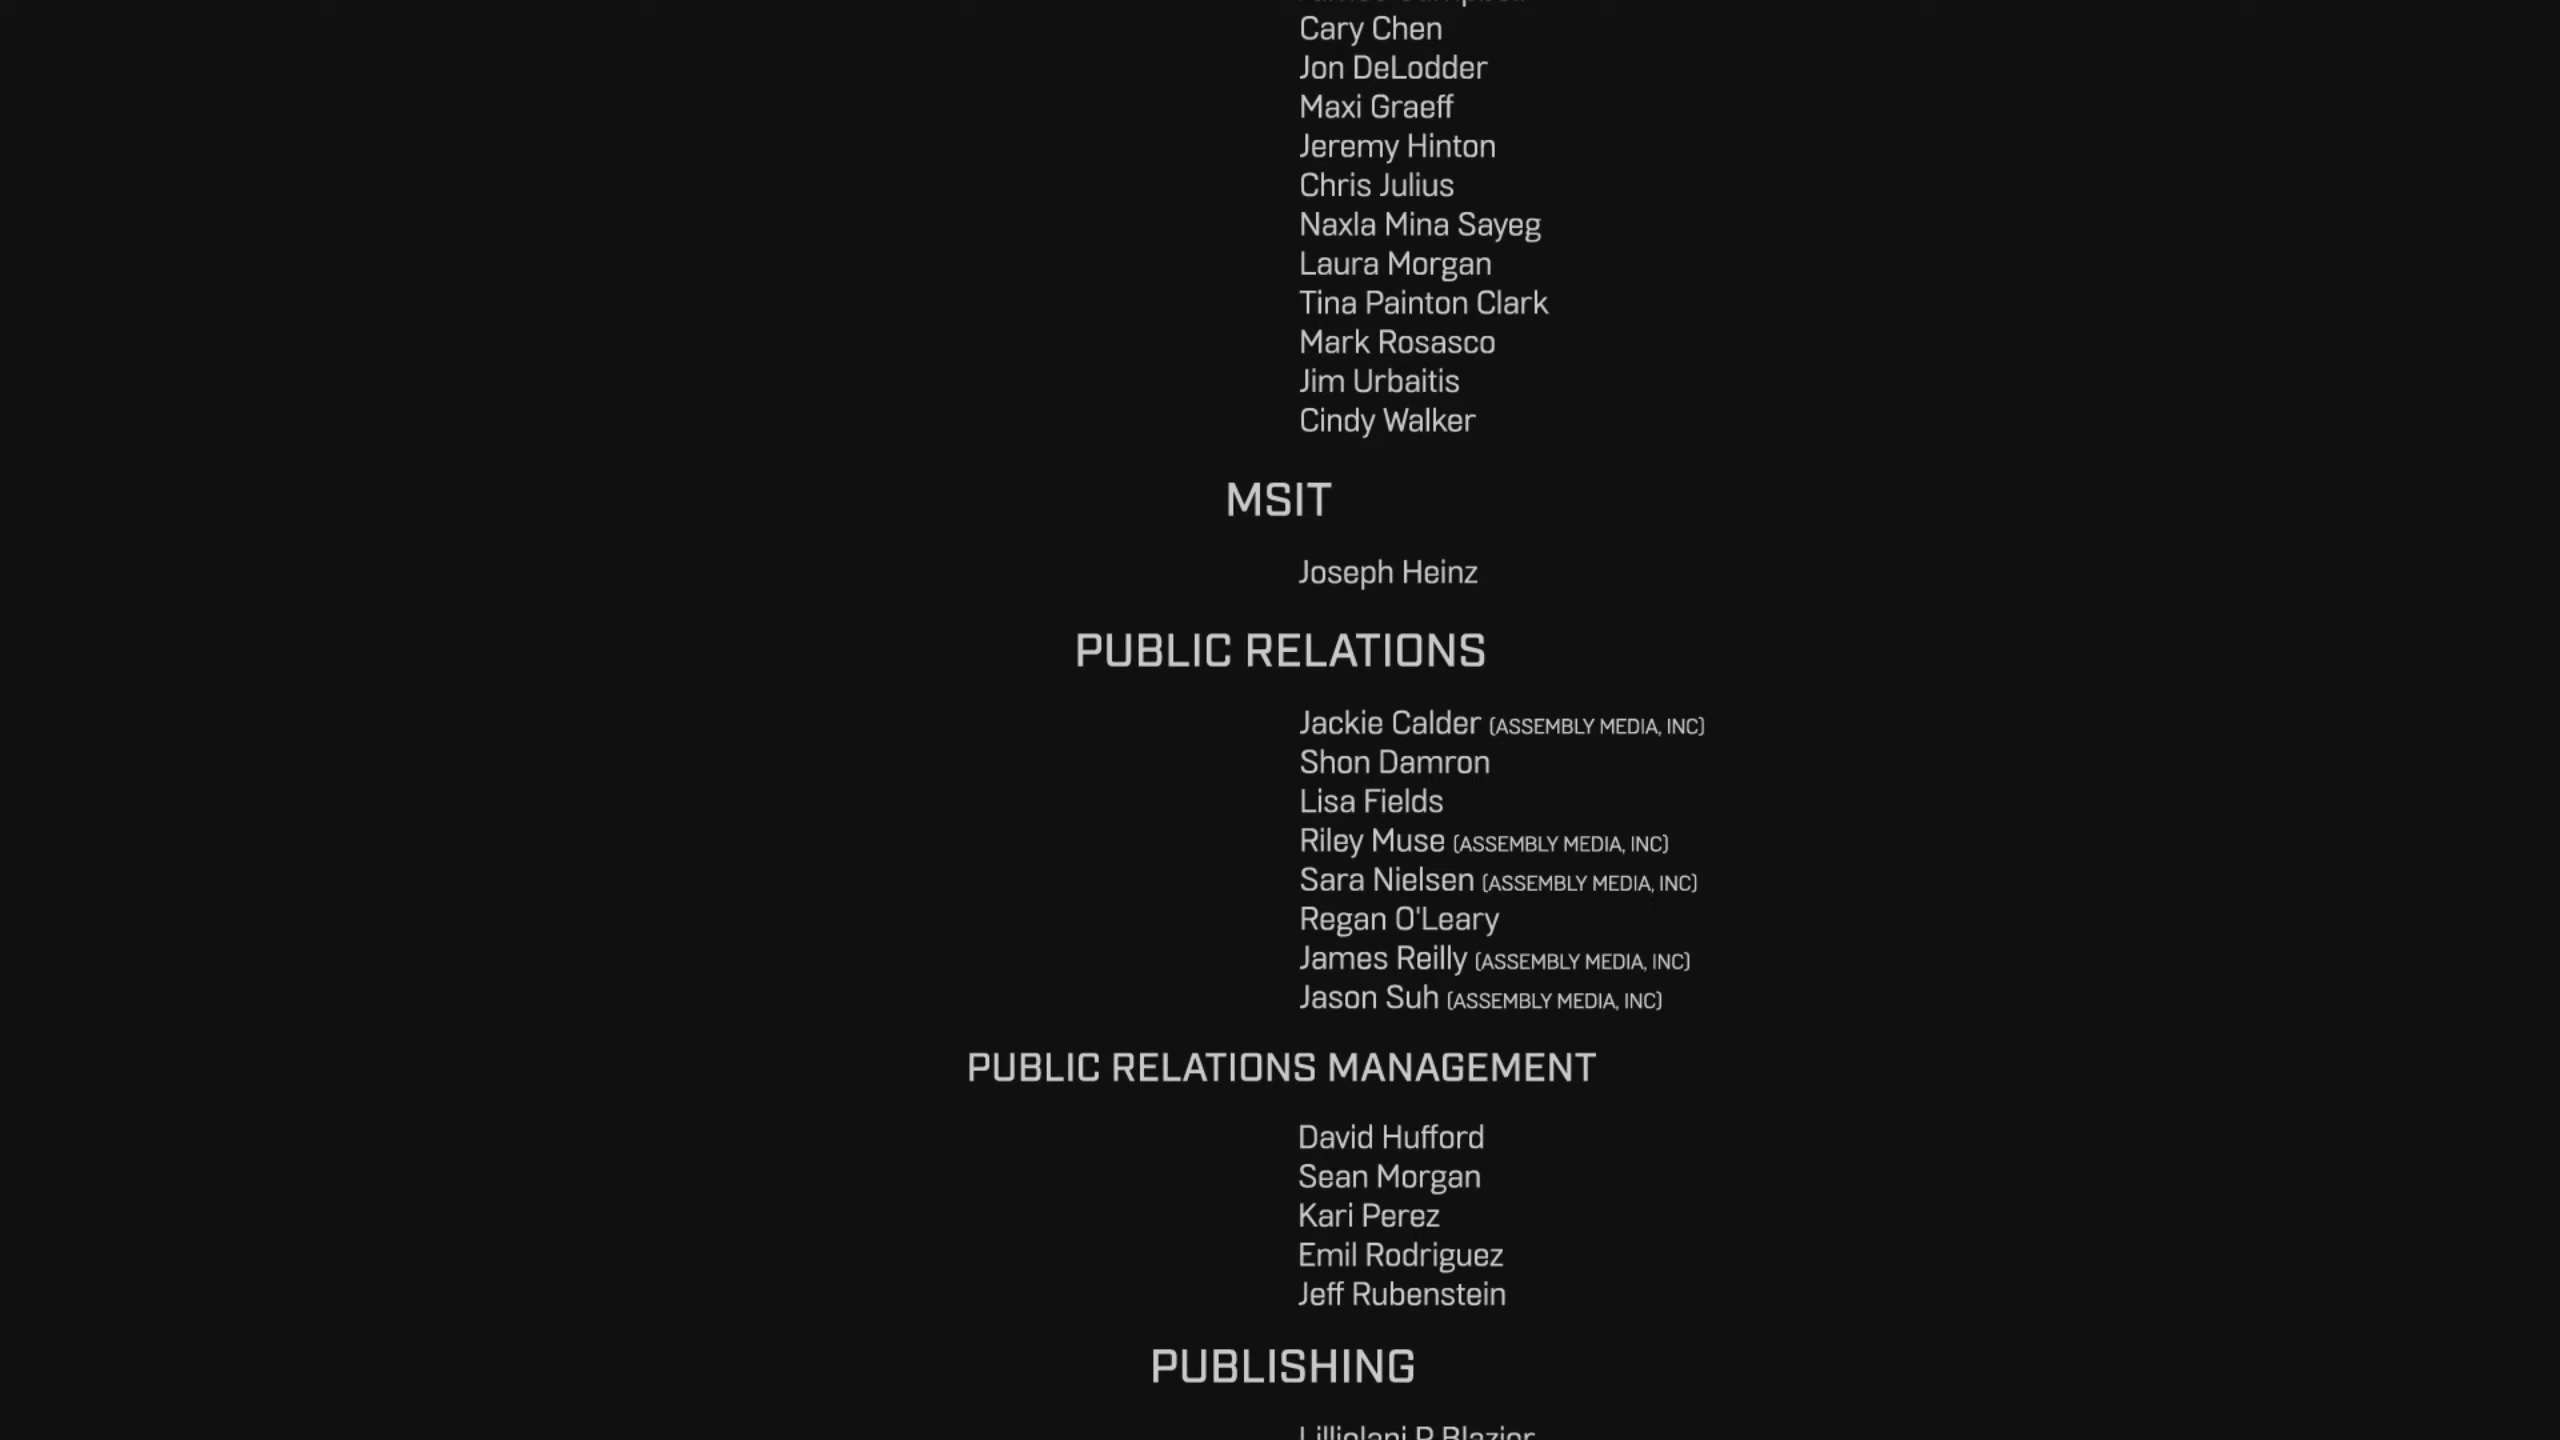 Cary Chen
Jon DeLodder
Maxi Graeff
Jeremy Hinton
Chris Julius
Naxla Mina Sayeg
Laura Morgan
Tina Painton Clark
Mark Rosasco
Jim Urbaitis
Cindy Walker
MSIT
Joseph Heinz
PUBLIC RELATIONS
Jackie Calder (ASSEMBLY MEDIA, INC)
Shon Damron
Lisa Fields
Riley Muse (ASSEMBLY MEDIA, INC)
Sara Nielsen (ASSEMBLY MEDIA, INC)
Regan O'Leary
James Reilly (ASSEMBLY MEDIA, INC)
Jason Suh (ASSEMBLY MEDIA, INC)
PUBLIC RELATIONS MANAGEMENT
David Hufford
Sean Morgan
Kari Perez
Emil Rodriguez
Jeff Rubenstein
PUBLISHING